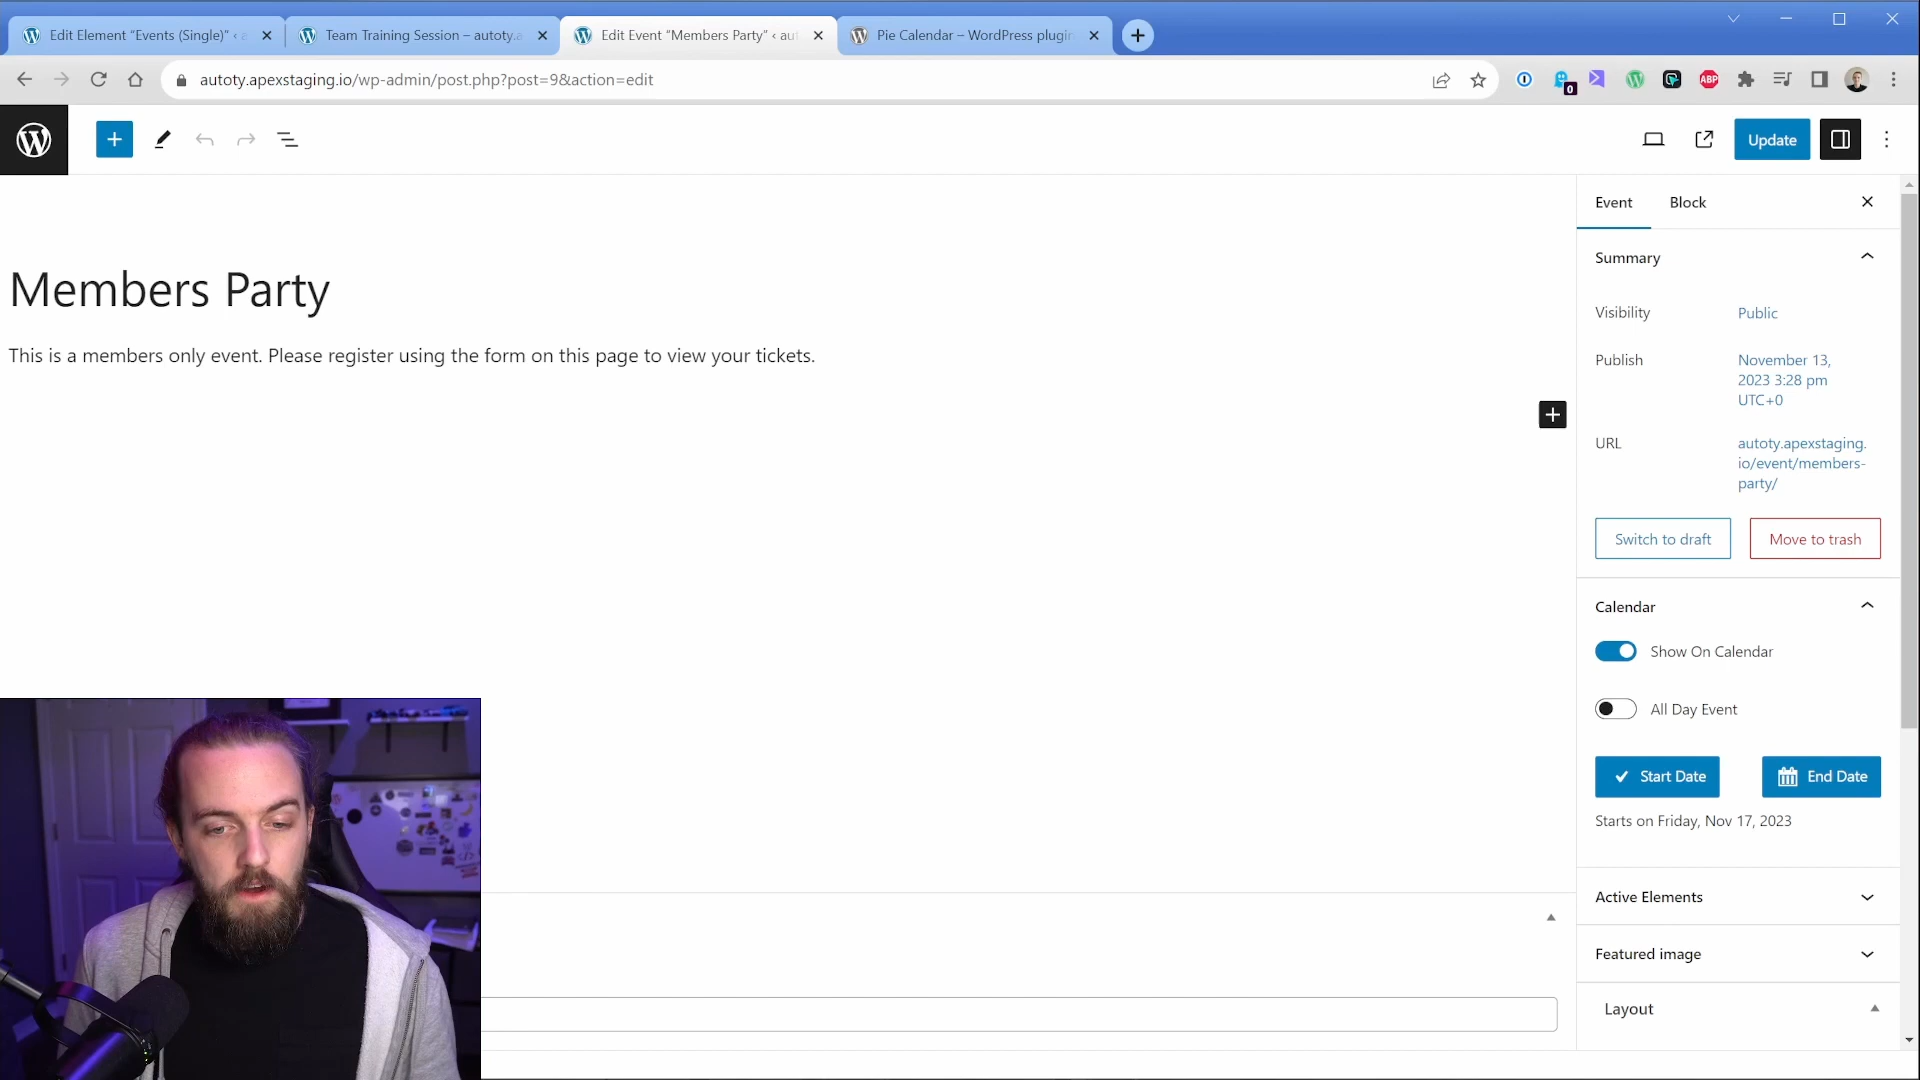 Edit Element “Events (Single)” ‹ a
Team Training Session – autoty.a
Edit Event “Members Party” ‹ aut
Pie Calendar – WordPress plugin
autoty.apexstaging.io/wp-admin/post.php?post=9&action=edit
0
ABP
Update
Event
Block
Members Party
This is a members only event. Please register using the form on this page to view your tickets.
Summary
Visibility
Public
Publish
November 13,
2023 3:28 pm
UTC+0
URL
autoty.apexstaging.
io/event/members-
party/
Switch to draft
Move to trash
Calendar
Show On Calendar
All Day Event
Start Date
End Date
Starts on Friday, Nov 17, 2023
Active Elements
Featured image
Layout